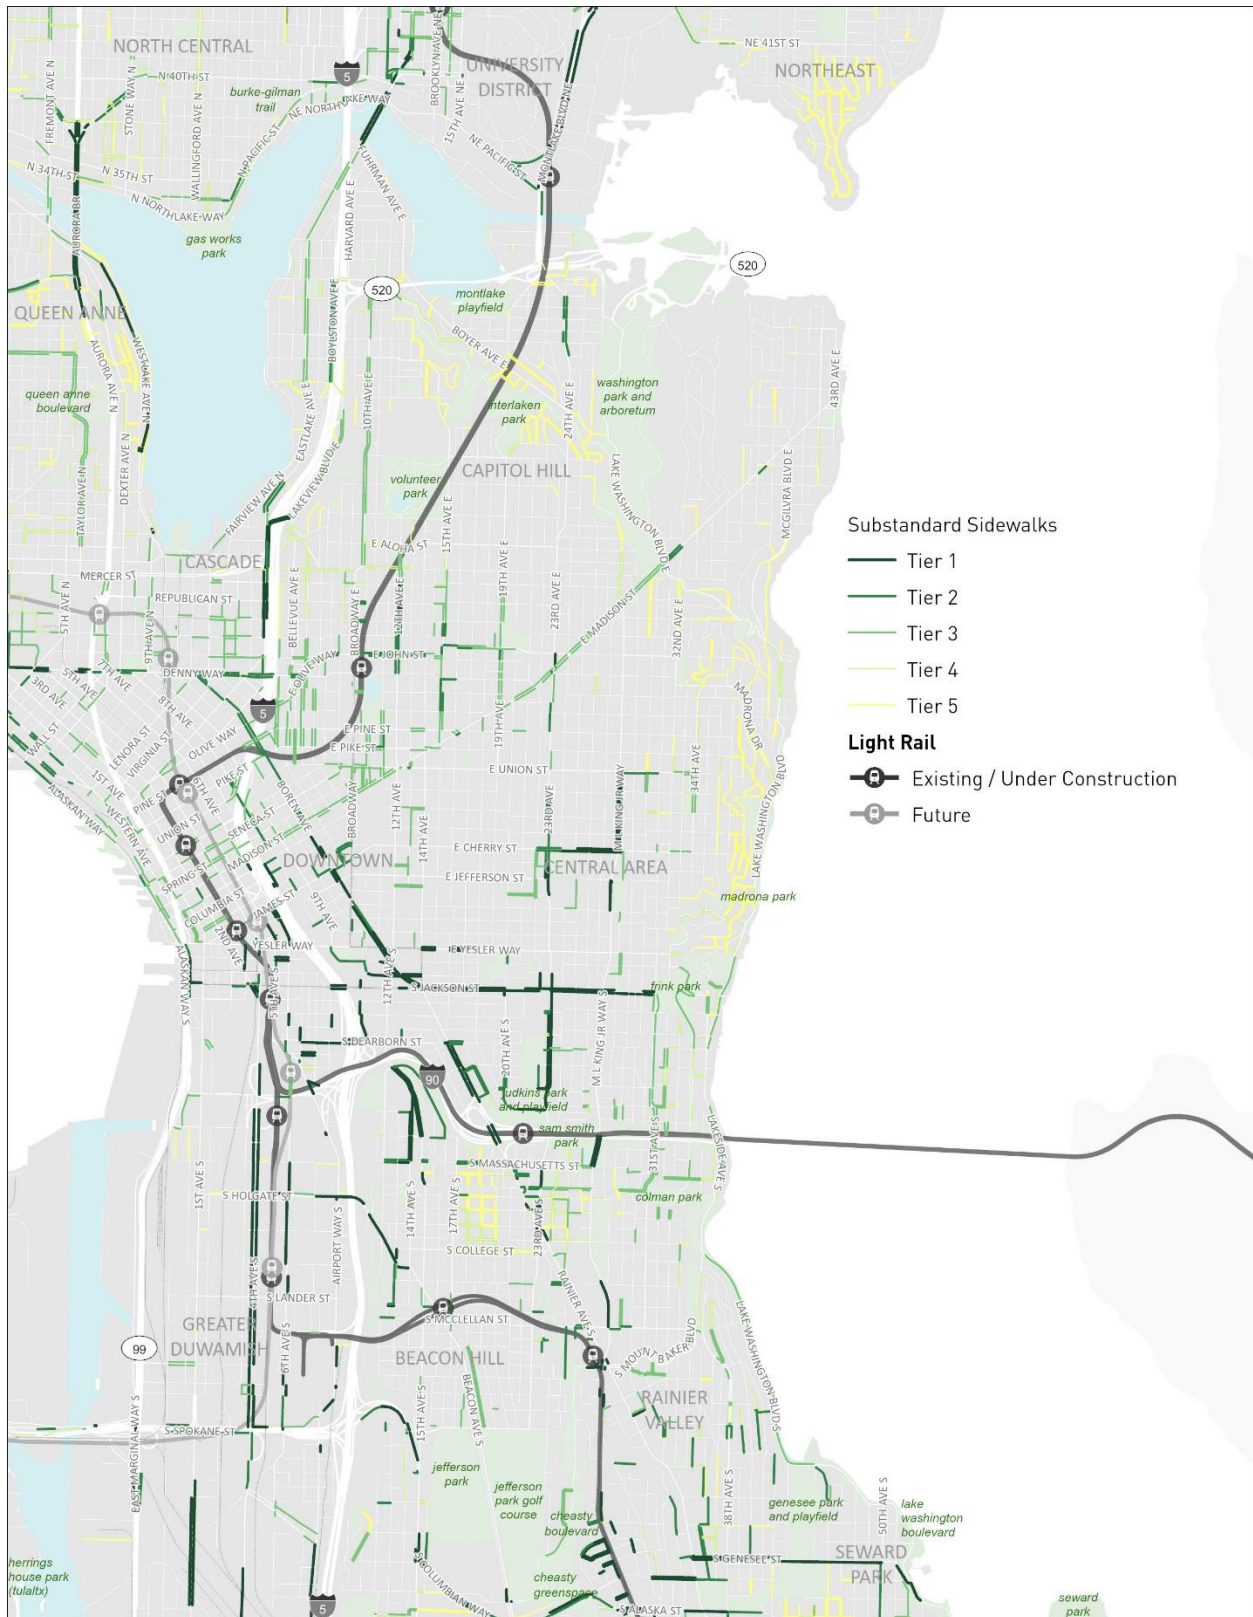 NORTH CENTRAL
UNIVERSITY
DISTRICT
NE 41ST ST
NORTHEAST
FREMONT AVE N
STONE WAY N
N 40TH ST
WALLINGFORD AVE N
burke-gilman
trail
5
NE NORTHLAKE WAY
BROOKLYN AVE NE
15TH AVE NE
MONTLAKE BLVD NE
NE PACIFIC ST
N PACIFIC ST
N 34TH ST
N 35TH ST
N NORTHLAKE WAY
AURORA BR
gas works
park
FUHRMAN AVE E
HARVARD AVE E
520
520
montlake
playfield
QUEEN ANNE
AURORA AVE N
WESTLAKE AVE N
BOYLSTON AVE E
BOYER AVE E
queen anne
boulevard
EASTLAKE AVE E
10TH AVE E
interlaken
park
24TH AVE E
washington
park and
arboretum
43RD AVE E
DEXTER AVE N
TAYLOR AVE N
FAIRVIEW AVE N
LAKEVIEW BLVD E
volunteer
park
CAPITOL HILL
LAKE WASHINGTON BLVD E
MCGILVRA BLVD E
15TH AVE E
E ALOHA ST
CASCADE
MERCER ST
REPUBLICAN ST
5TH AVE N
9TH AVE N
BELLEVUE AVE E
BROADWAY E
12TH AVE E
19TH AVE E
23RD AVE E
E MADISON ST
32ND AVE E
Substandard Sidewalks
Tier 1
Tier 2
Tier 3
Tier 4
Tier 5
Light Rail
Existing / Under Construction
Future
DENNY WAY
E OLIVE WAY
E JOHN ST
3RD AVE
5TH AVE
7TH AVE
8TH AVE
WALL ST
LENORA ST
VIRGINIA ST
OLIVE WAY
5
E PINE ST
E PIKE ST
19TH AVE
MADRONA DR
34TH AVE
1ST AVE
WESTERN AVE
ALASKAN WAY
PINE ST
6TH AVE
PIKE ST
BOREN AVE
E UNION ST
23RD AVE
M L KING JR WAY
LAKE WASHINGTON BLVD
UNION ST
SENECA ST
MADISON ST
SPRING ST
BROADWAY
12TH AVE
14TH AVE
DOWNTOWN
E CHERRY ST
CENTRAL AREA
E JEFFERSON ST
madrona park
COLUMBIA ST
JAMES ST
9TH AVE
2ND AVE
YESLER WAY
E YESLER WAY
ALASKAN WAY S
5TH AVE S
12TH AVE S
S JACKSON ST
frink park
S DEARBORN ST
20TH AVE S
M L KING JR WAY S
90
judkins park
and playfield
sam smith
park
31ST AVE S
LAKESIDE AVE S
S MASSACHUSETTS ST
1ST AVE S
S HOLGATE ST
14TH AVE S
17TH AVE S
23RD AVE S
colman park
AIRPORT WAY S
S COLLEGE ST
4TH AVE S
S LANDER ST
S MCCLELLAN ST
RAINIER AVE S
GREATER
DUWAMISH
99
6TH AVE S
BEACON HILL
S MOUNT BAKER BLVD
LAKE WASHINGTON BLVD S
15TH AVE S
BEACON AVE S
RAINIER
VALLEY
S SPOKANE ST
EAST MARGINAL WAY S
jefferson
park
jefferson
park golf
course
cheasty
boulevard
38TH AVE S
genesee park
and playfield
50TH AVE S
lake
washington
boulevard
S GENESEE ST
SEWARD
PARK
herrings
house park
(tulaltx)
5
S COLUMBIAN WAY
cheasty
greenspace
S ALASKA ST
seward
park